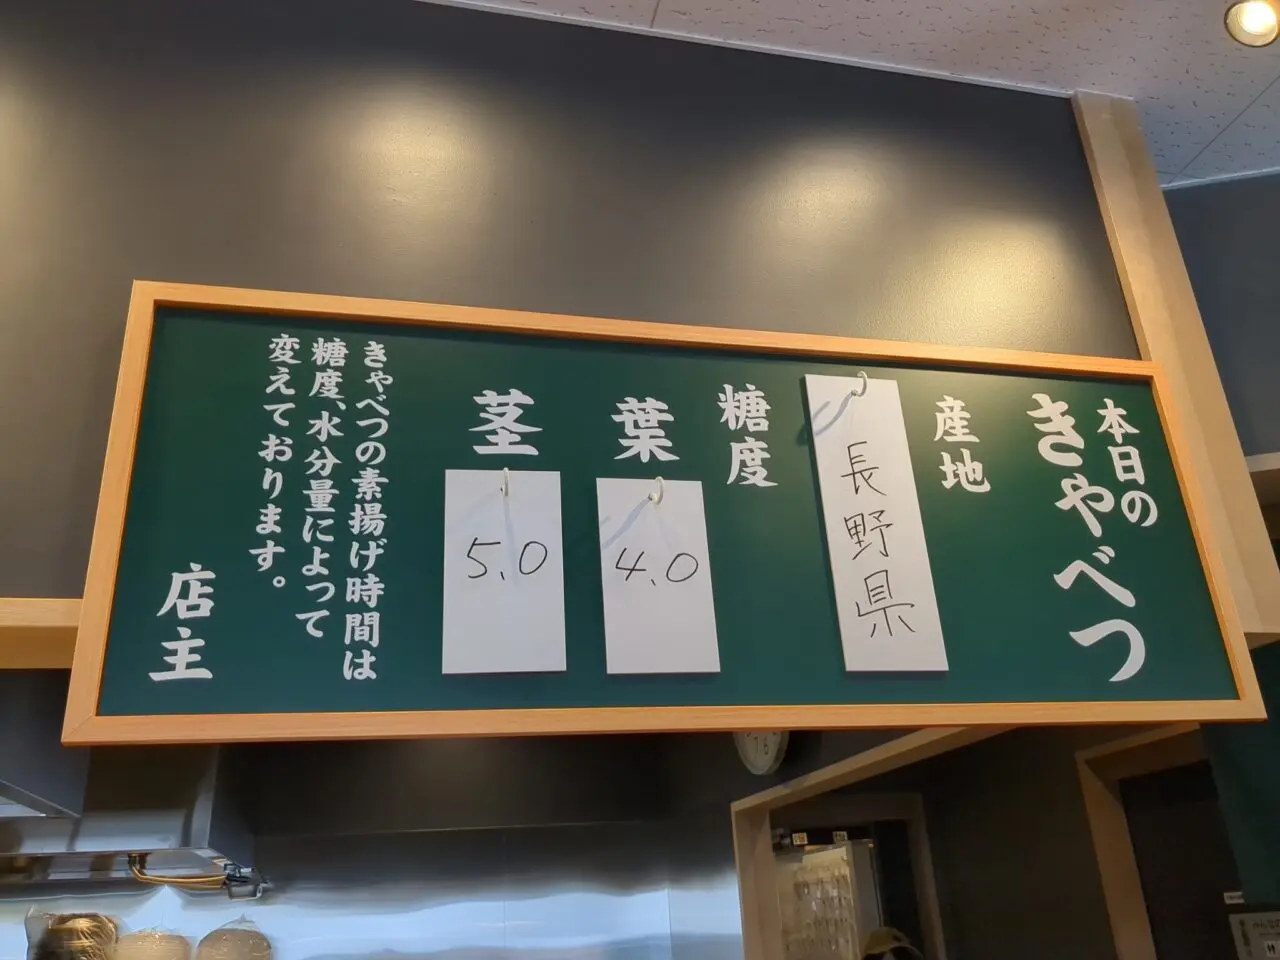 本日の
きゃべつ
産地
長野県
糖度
葉
4.0
茎
5.0
きゃべつの素揚げ時間は
糖度、水分量によって
変えております。
店主